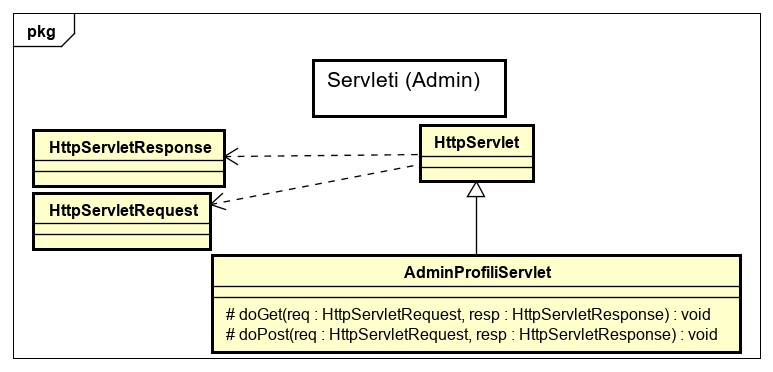 pkg
Servleti (Admin)
HttpServletResponse
HttpServlet
HttpServletRequest
AdminProfiliServlet
# doGet(req : HttpServletRequest, resp : HttpServletResponse) : void
# doPost(req : HttpServletRequest, resp : HttpServletResponse) : void